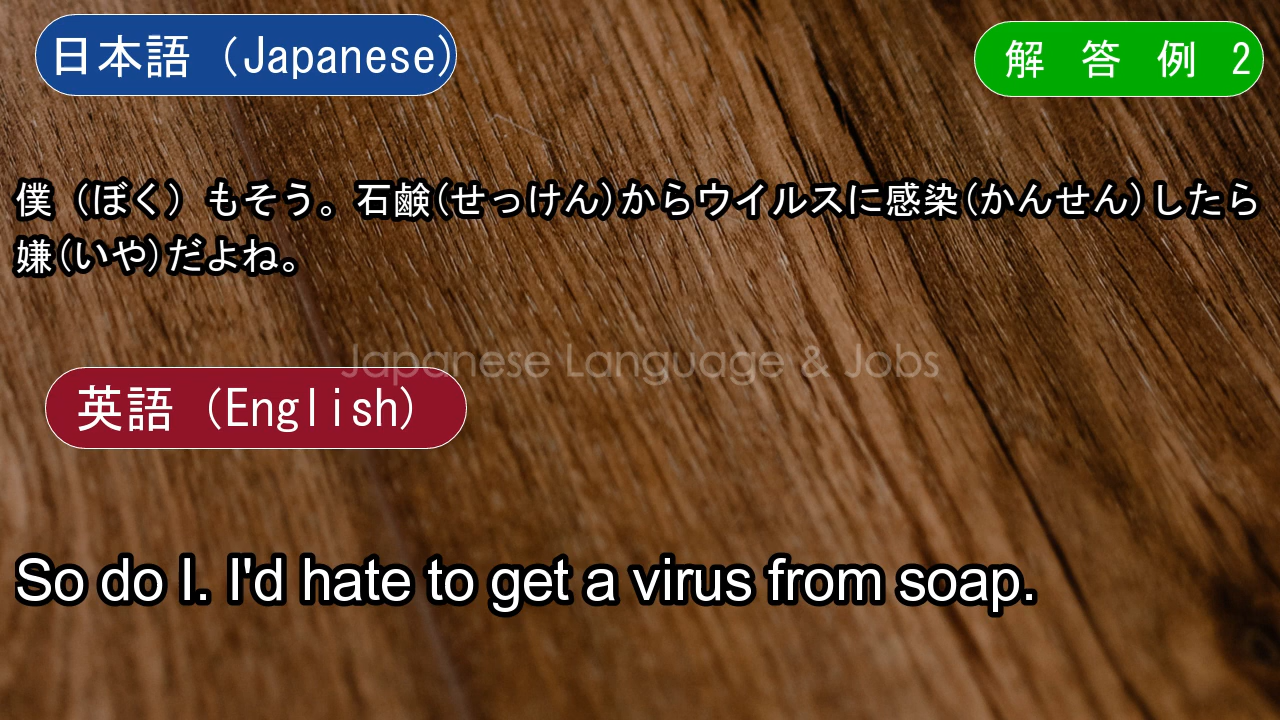 日本語 (Japanese)
解 答 例 2
僕（ぼく）もそう。石鹸(せっけん)からウイルスに感染(かんせん)したら
嫌(いや)だよね。
Japanese Language & Jobs
英語 (English)
So do I. I'd hate to get a virus from soap.